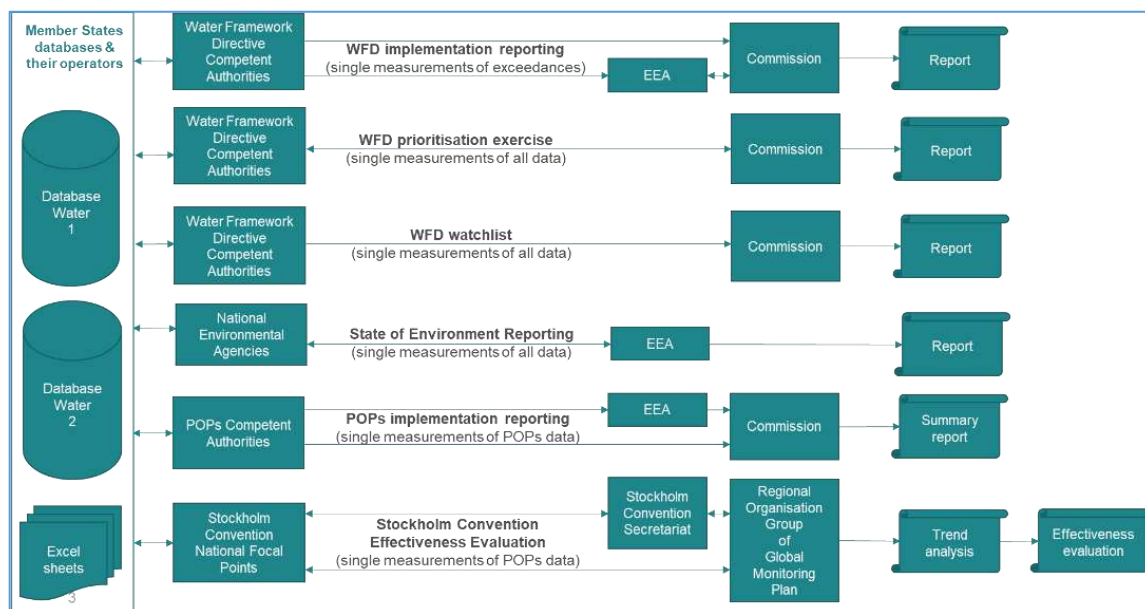 Member States
databases &
their operators
Water Framework
Directive
Competent
Authorities
WFD implementation reporting
(single measurements of exceedances)
EEA
Commission
Report
Water Framework
Directive
Competent
Authorities
WFD prioritisation exercise
(single measurements of all data)
Commission
Report
Database
Water
1
Water Framework
Directive
Competent
Authorities
WFD watchlist
(single measurements of all data)
Commission
Report
National
Environmental
Agencies
State of Environment Reporting
(single measurements of all data)
EEA
Report
Database
Water
2
POPs Competent
Authorities
POPs implementation reporting
(single measurements of POPs data)
EEA
Commission
Summary
report
Excel
sheets
3
Stockholm
Convention
National Focal
Points
Stockholm Convention
Effectiveness Evaluation
(single measurements of POPs data)
Stockholm
Convention
Secretariat
Regional
Organisation
Group
of
Global
Monitoring
Plan
Trend
analysis
Effectiveness
evaluation